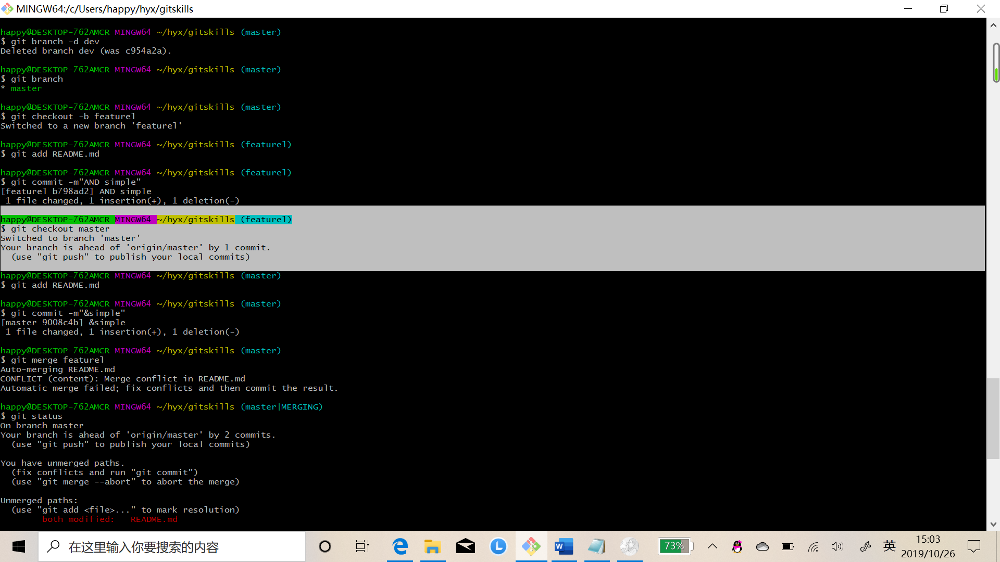 MINGW64:/c/Users/happy/hyx/gitskills
happy@DESKTOP-762AMCR MINGW64 ~/hyx/gitskills (master)
$ git branch -d dev
Deleted branch dev (was c954a2a).
happy@DESKTOP-762AMCR MINGW64 ~/hyx/gitskills (master)
$ git branch
* master
happy@DESKTOP-762AMCR MINGW64 ~/hyx/gitskills (master)
$ git checkout -b featurel
Switched to a new branch 'featurel'
happy@DESKTOP-762AMCR MINGW64 ~/hyx/gitskills (featurel)
$ git add README.md
happy@DESKTOP-762AMCR MINGW64 ~/hyx/gitskills (featurel)
$ git commit -m"AND simple"
[featurel b798ad2] AND simple
1 file changed, 1 insertion(+), 1 deletion(-)
happy@DESKTOP-762AMCR MINGW64 ~/hyx/gitskills (featurel)
$ git checkout master
Switched to branch 'master'
Your branch is ahead of 'origin/master' by 1 commit.
(use "git push" to publish your local commits)
happy@DESKTOP-762AMCR MINGW64 ~/hyx/gitskills (master)
$ git add README.md
happy@DESKTOP-762AMCR MINGW64 ~/hyx/gitskills (master)
$ git commit -m"&simple"
[master 9008c4b] &simple
1 file changed, 1 insertion(+), 1 deletion(-)
happy@DESKTOP-762AMCR MINGW64 ~/hyx/gitskills (master)
$ git merge featurel
Auto-merging README.md
CONFLICT (content): Merge conflict in README.md
Automatic merge failed; fix conflicts and then commit the result.
happy@DESKTOP-762AMCR MINGW64 ~/hyx/gitskills (master|MERGING)
$ git status
On branch master
Your branch is ahead of 'origin/master' by 2 commits.
(use "git push" to publish your local commits)
You have unmerged paths.
(fix conflicts and run "git commit")
(use "git merge --abort" to abort the merge)
Unmerged paths:
(use "git add <file>..." to mark resolution)
both modified:   README.md
在这里输入你要搜索的内容
73%
英
15:03
2019/10/26